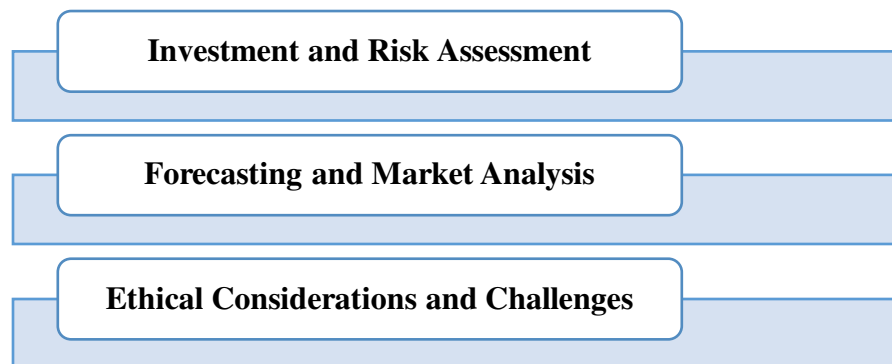 Investment and Risk Assessment
Forecasting and Market Analysis
Ethical Considerations and Challenges